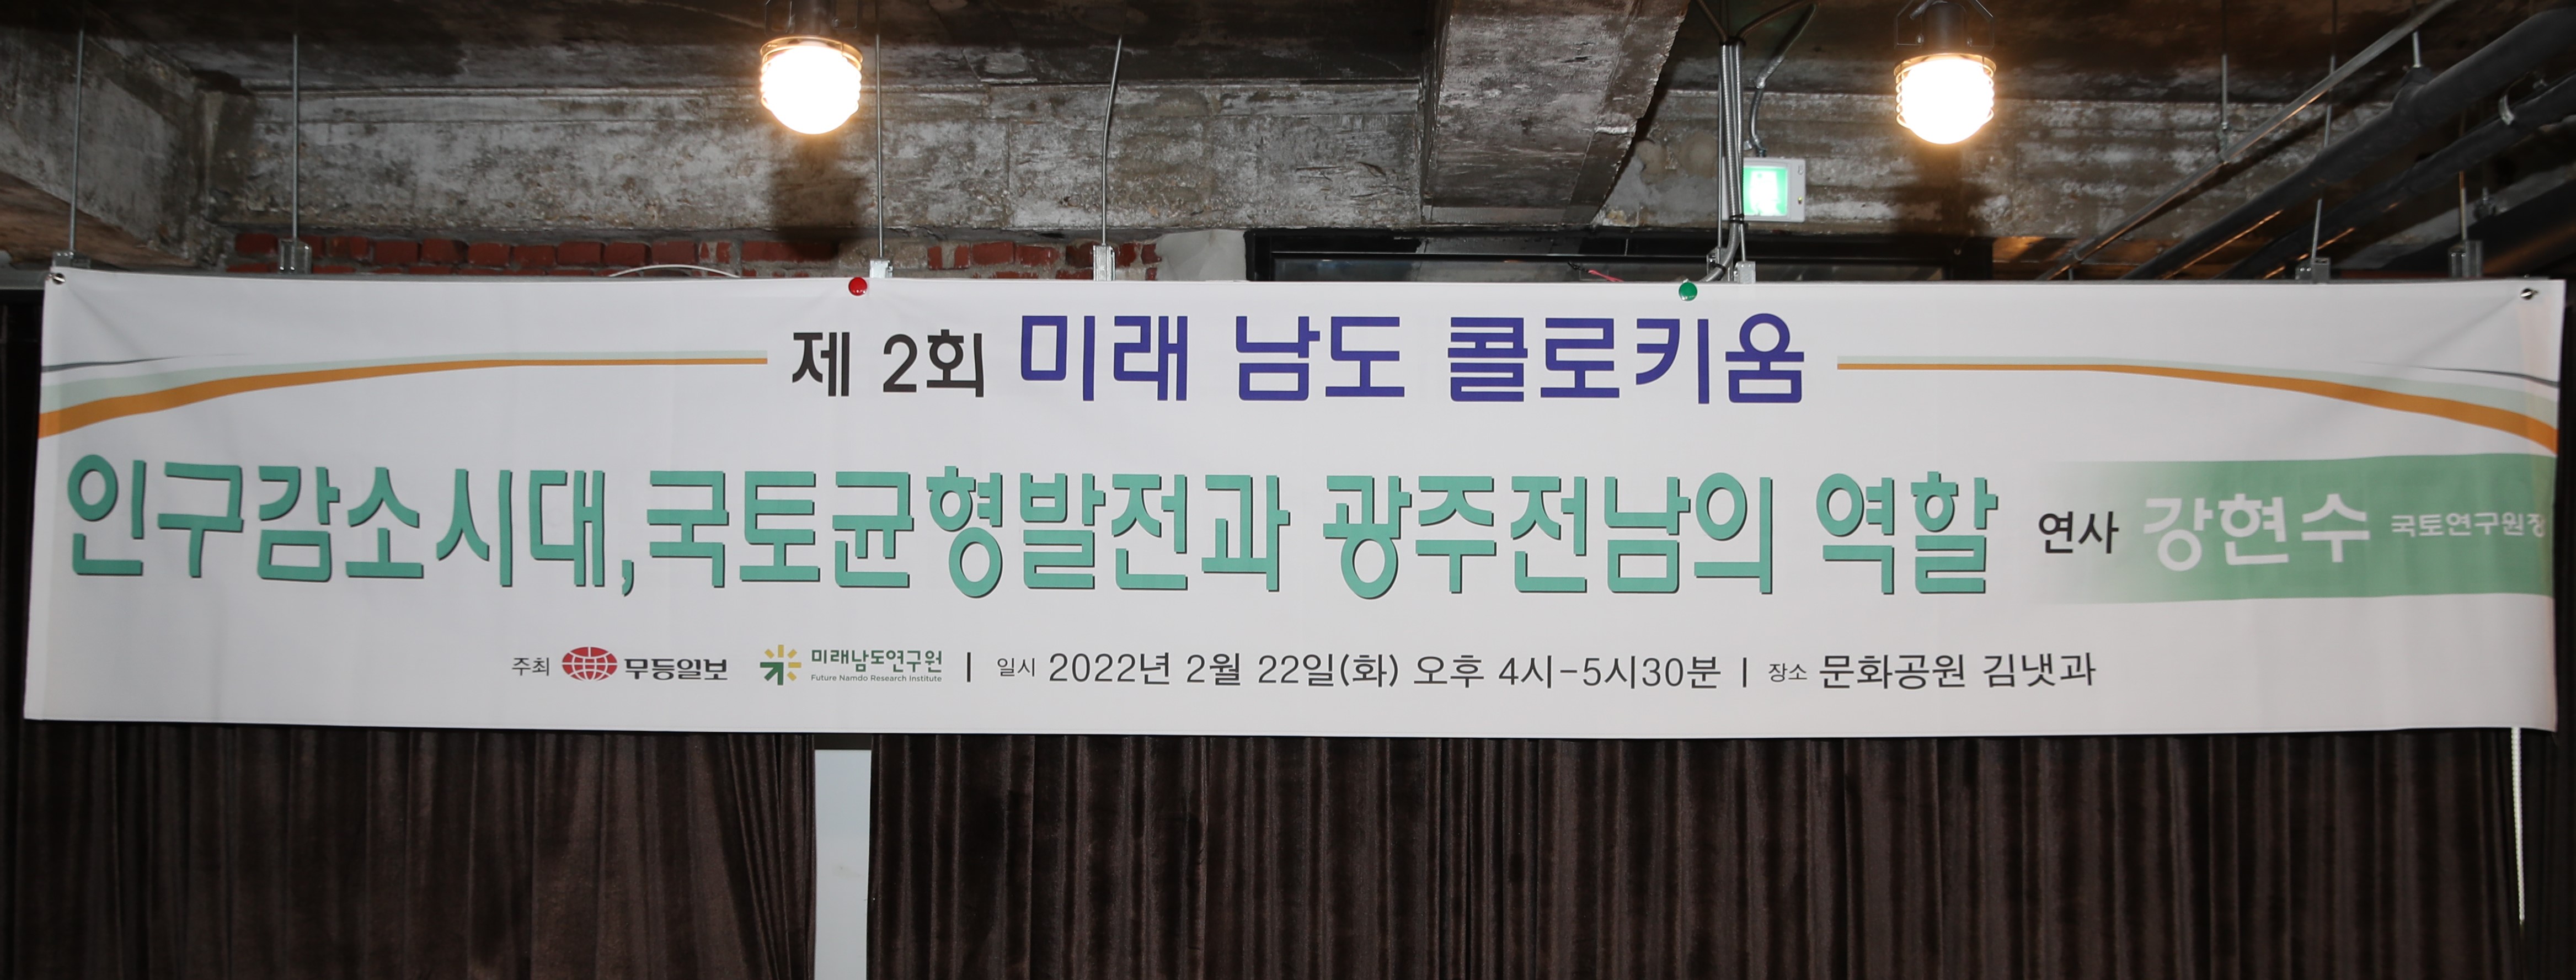 제 2회 미래 남도 콜로키움
인구감소시대,국토균형발전과 광주전남의 역할 연사 강현수 국토연구원장
주최 무등일보 미래남도연구원 | 일시 2022년 2월 22일(화) 오후 4시-5시30분 | 장소 문화공원 김냇과
Future Namdo Research Institute